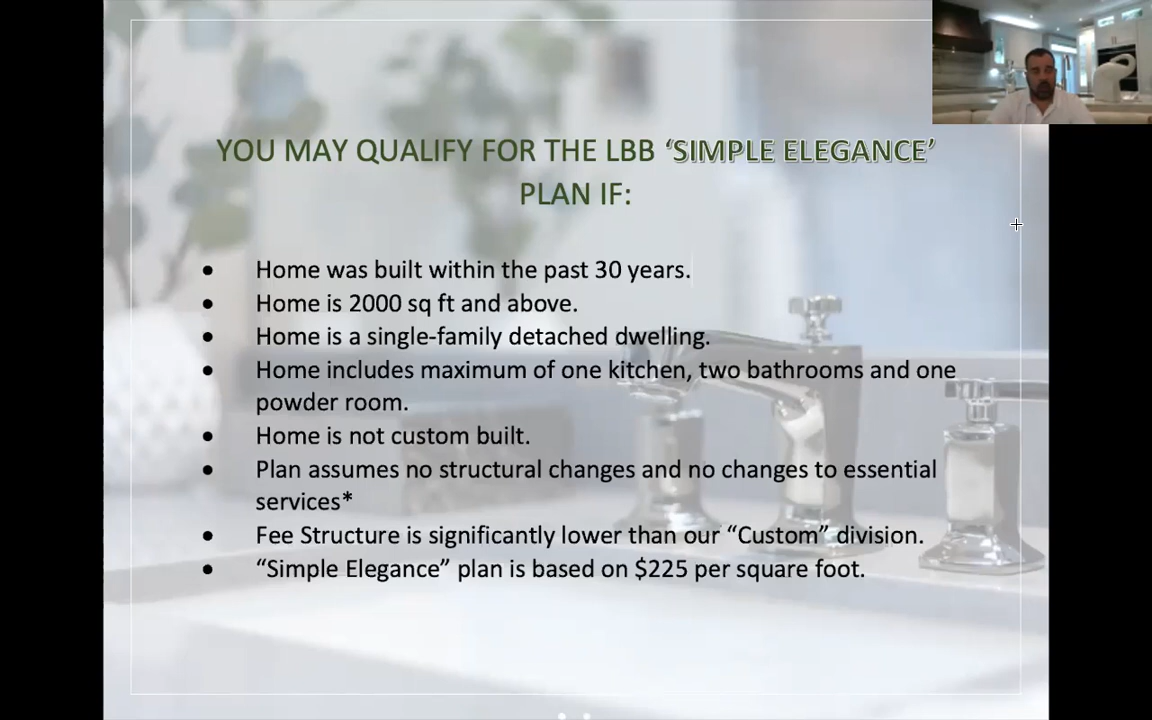 YOU MAY QUALIFY FOR THE LBB ‘SIMPLE ELEGANCE’
PLAN IF:
• Home was built within the past 30 years.
• Home is 2000 sq ft and above.
• Home is a single-family detached dwelling.
• Home includes maximum of one kitchen, two bathrooms and one
powder room.
• Home is not custom built.
• Plan assumes no structural changes and no changes to essential
services*
• Fee Structure is significantly lower than our “Custom” division.
• “Simple Elegance” plan is based on $225 per square foot.